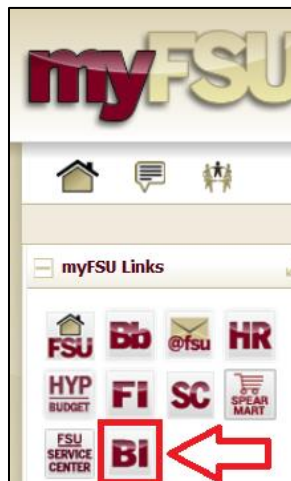 myFSU
myFSU Links
FSU Bb @fsu HR
HYP BUDGET FI SC SPEAR MART
FSU SERVICE CENTER BI